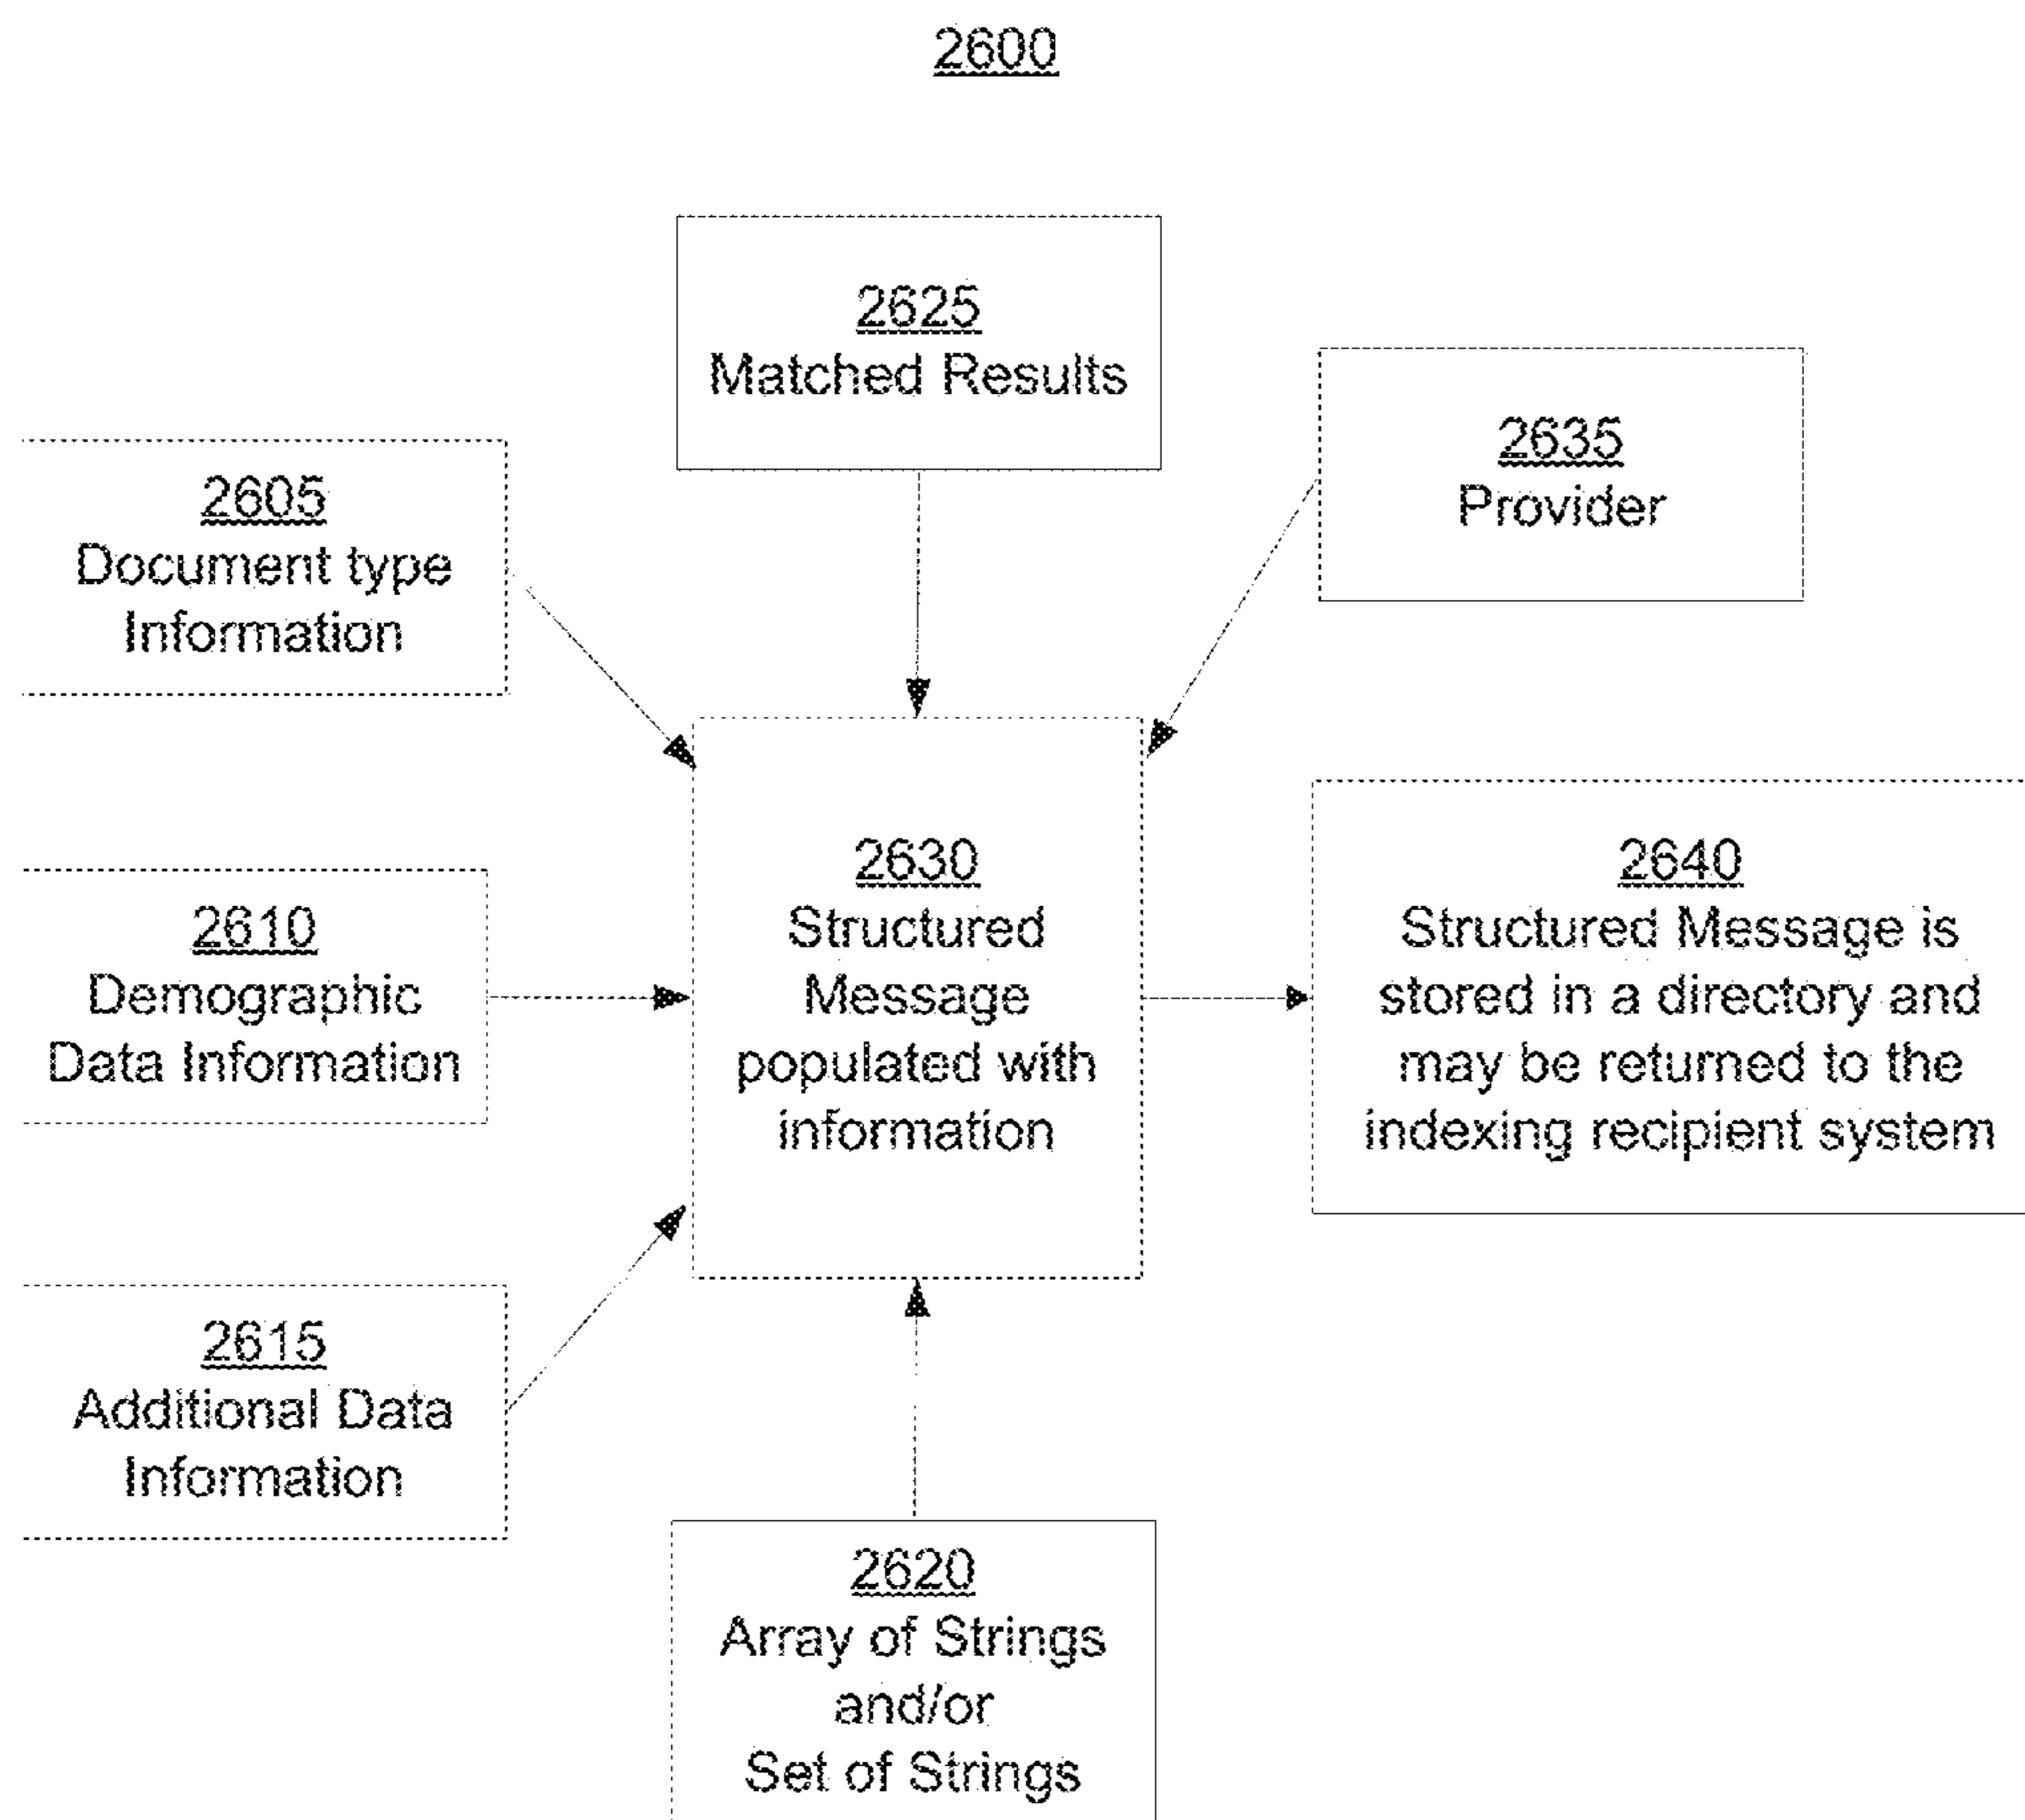 2600
2625
Matched Results
2635
Provider
2605
Document type
Information
2630
Structured
Message
populated with
information
2640
Structured Message is
stored in a directory and
may be returned to the
indexing recipient system
2610
Demographic
Data Information
2615
Additional Data
Information
2620
Array of Strings
and/or
Set of Strings